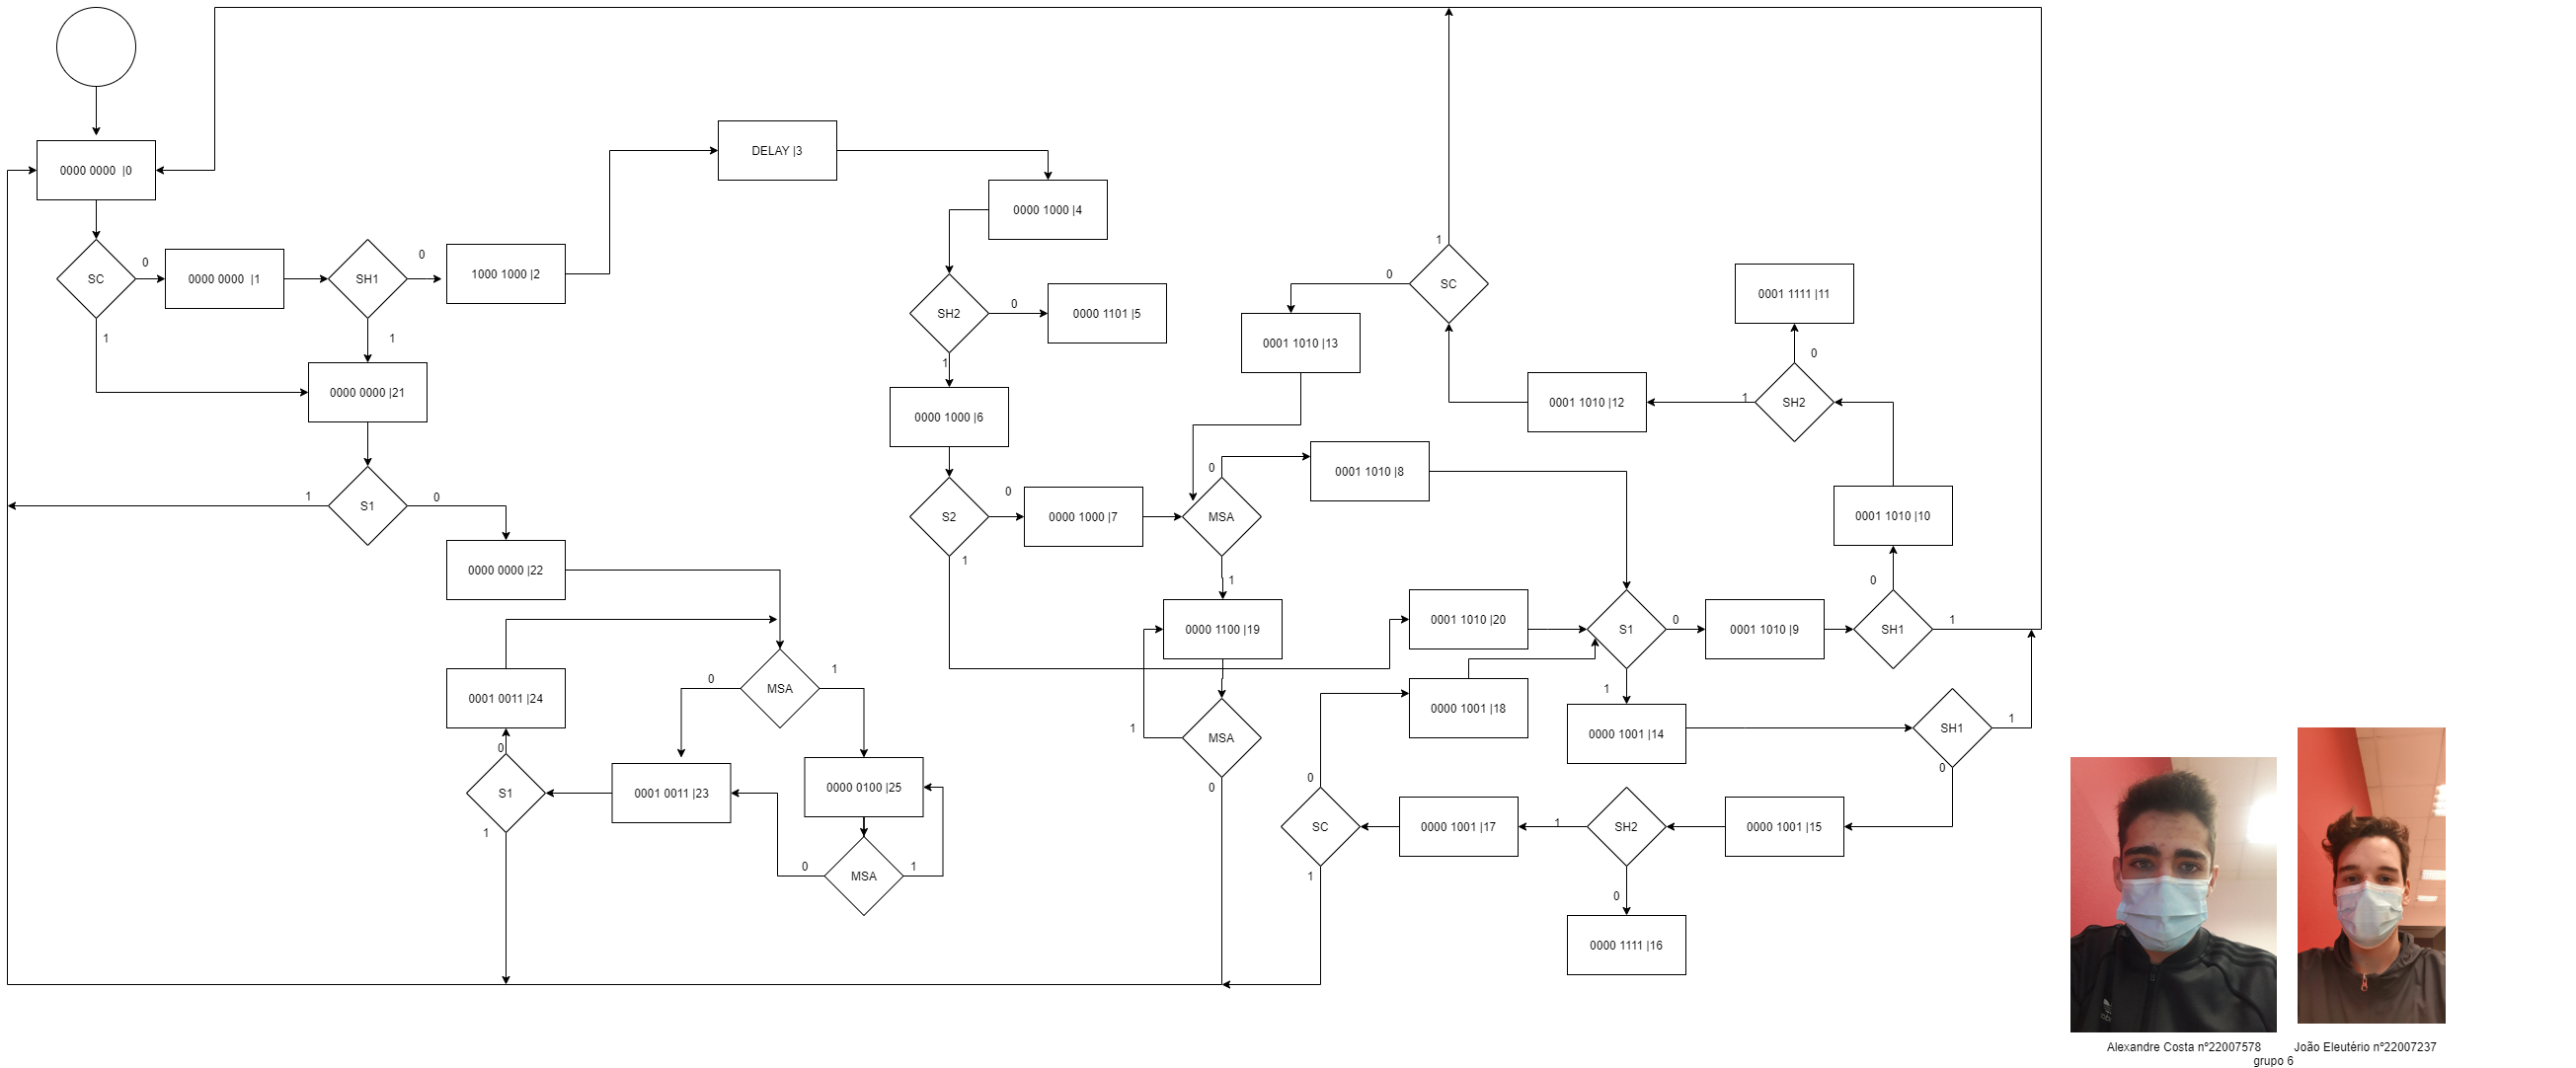 DELAY |3
0000 0000 |0
1000 1000 |2
0000 1000 |4
SC
0
0000 0000 |1
SH1
0
1
1
0000 0000 |21
S1
1
0
0000 0000 |22
SH2
0
0000 1101 |5
1
0000 1000 |6
S2
0
0000 1000 |7
1
MSA
0
0001 1010 |8
1
0000 1100 |19
MSA
1
0
SC
1
0
0001 1010 |13
0001 1010 |12
0001 1111 |11
0
SH2
1
0001 1010 |10
0
SH1
1
0001 1010 |9
0
S1
1
0001 1010 |20
0000 1001 |18
0000 1001 |14
SH1
1
0
0000 1001 |15
SH2
1
0
0000 1111 |16
0000 1001 |17
SC
0
1
MSA
0
1
0001 0011 |24
0
S1
1
0001 0011 |23
0000 0100 |25
MSA
0
1
Alexandre Costa nº22007578
João Eleutério nº22007237
grupo 6